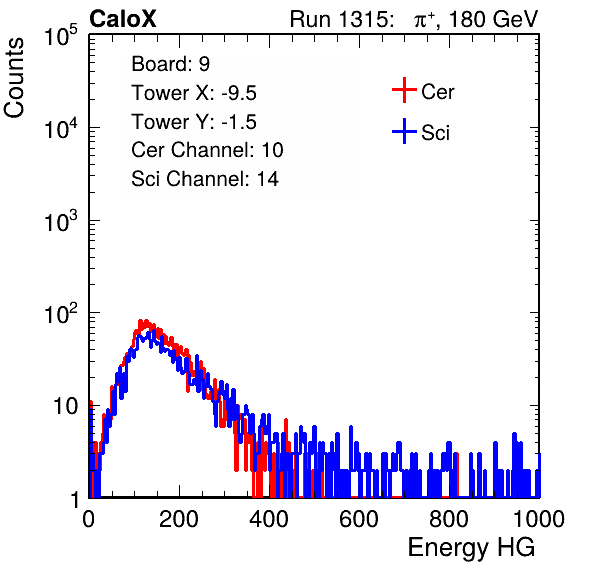 CaloX Run 1315: π⁺, 180 GeV
Counts
10⁵
10⁴
10³
10²
10
1
Board: 9
Tower X: -9.5
Tower Y: -1.5
Cer Channel: 10
Sci Channel: 14
Cer
Sci
0 200 400 600 800 1000
Energy HG